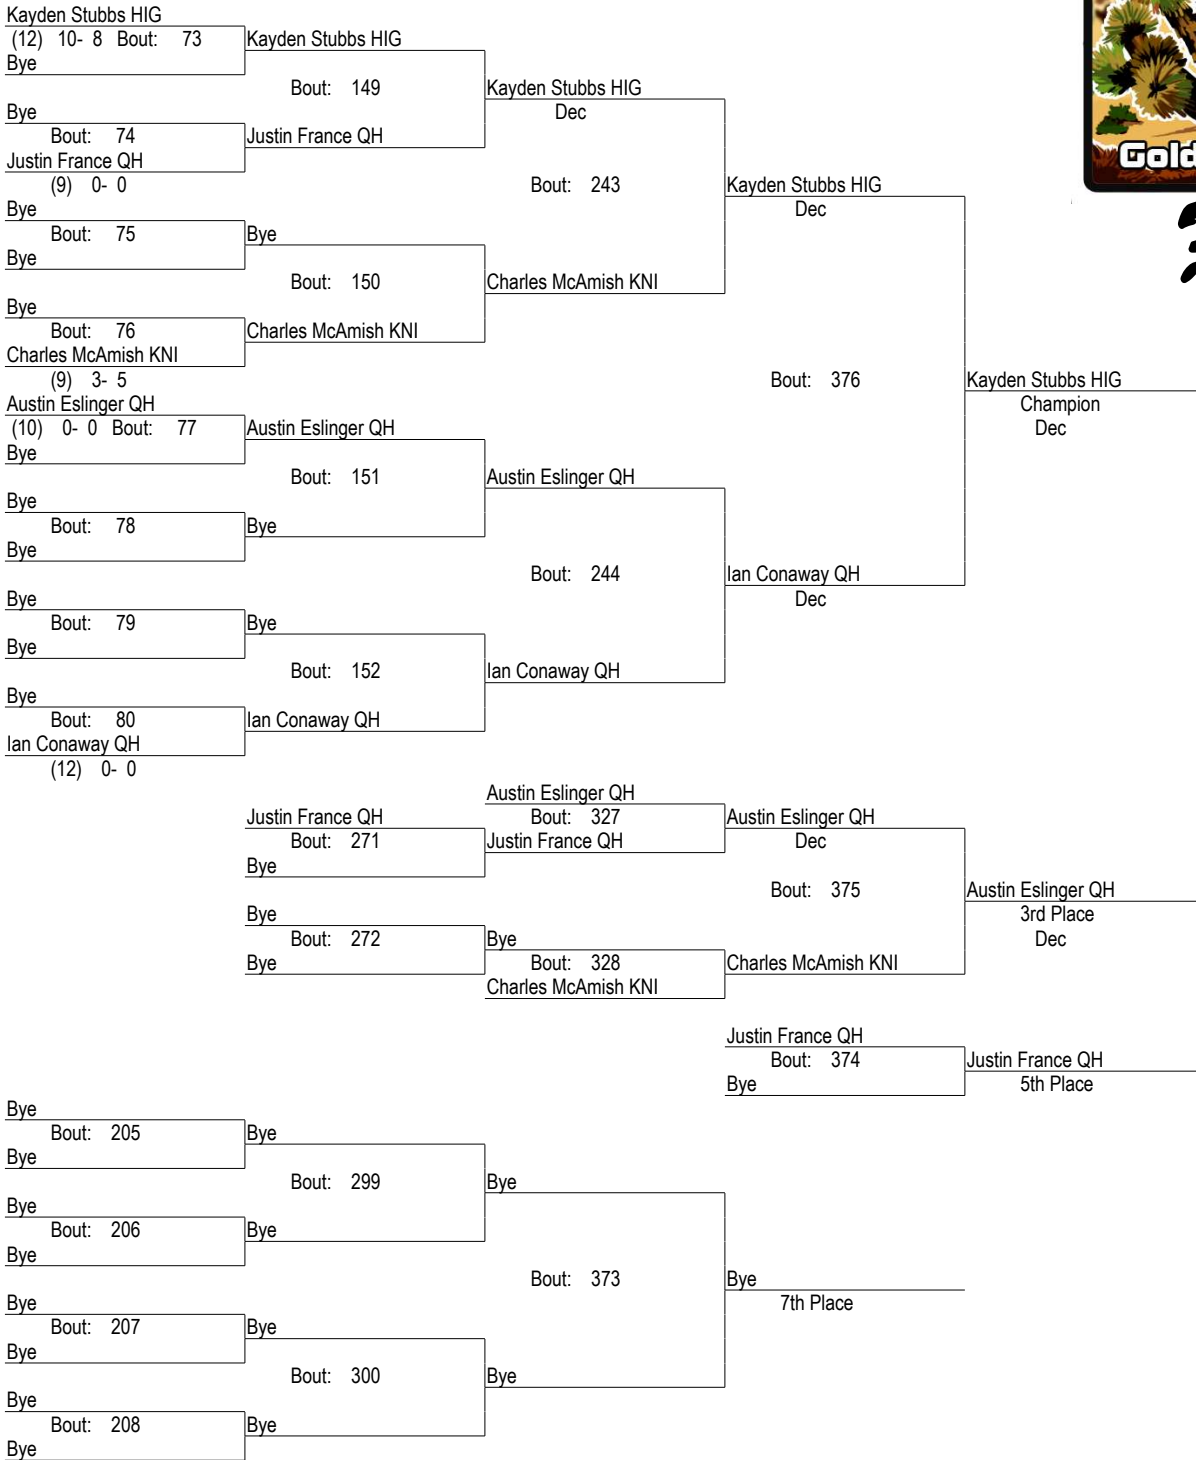 Kayden Stubbs HIG
(12) 10- 8 Bout: 73
Bye
Bye
Bout: 74
Justin France QH
(9) 0- 0
Bye
Bout: 75
Bye
Bye
Bout: 76
Charles McAmish KNI
(9) 3- 5
Austin Eslinger QH
(10) 0- 0 Bout: 77
Bye
Bye
Bout: 78
Bye
Bye
Bout: 79
Bye
Bye
Bout: 80
Ian Conaway QH
(12) 0- 0
Kayden Stubbs HIG
Bout: 149
Justin France QH
Bye
Bout: 150
Charles McAmish KNI
Austin Eslinger QH
Bout: 151
Bye
Bye
Bout: 152
Ian Conaway QH
Kayden Stubbs HIG
Dec
Bout: 243
Charles McAmish KNI
Austin Eslinger QH
Bout: 244
Ian Conaway QH
Kayden Stubbs HIG
Dec
Bout: 376
Ian Conaway QH
Dec
Kayden Stubbs HIG
Champion
Dec
Justin France QH
Bout: 271
Bye
Bye
Bout: 272
Bye
Austin Eslinger QH
Bout: 327
Justin France QH
Bye
Bout: 328
Charles McAmish KNI
Austin Eslinger QH
Dec
Bout: 375
Charles McAmish KNI
Austin Eslinger QH
3rd Place
Dec
Justin France QH
Bout: 374
Bye
Justin France QH
5th Place
Bye
Bout: 205
Bye
Bye
Bout: 206
Bye
Bye
Bout: 207
Bye
Bye
Bout: 208
Bye
Bye
Bout: 299
Bye
Bye
Bout: 300
Bye
Bye
Bout: 373
Bye
Bye
7th Place